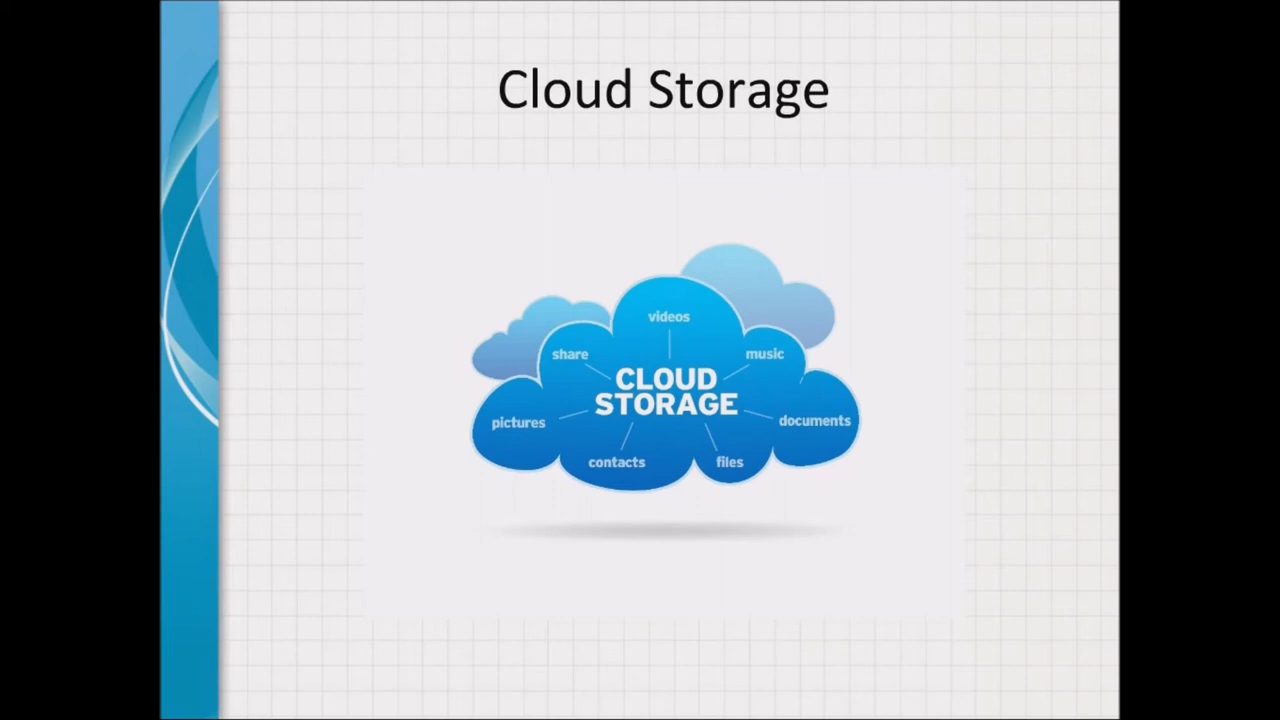 Cloud Storage
videos
share
music
CLOUD
STORAGE
pictures
documents
contacts
files